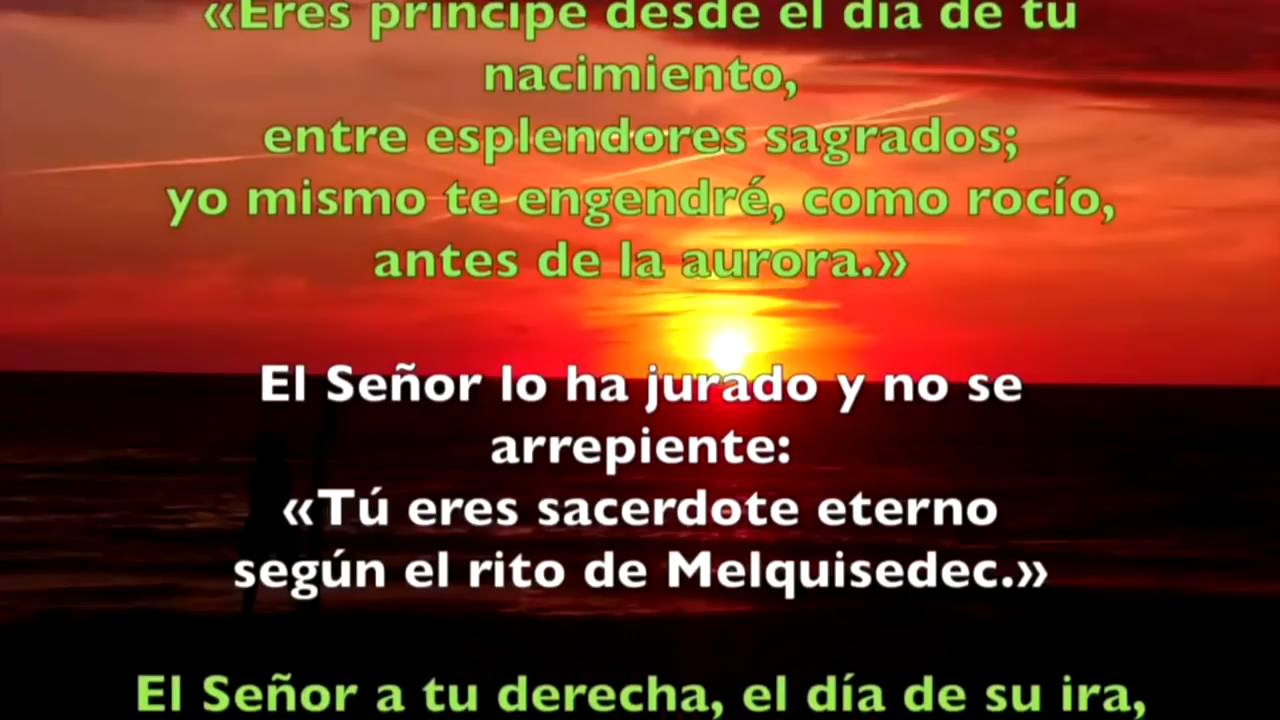 «Eres príncipe desde el día de tu
nacimiento,
entre esplendores sagrados;
yo mismo te engendré, como rocío,
antes de la aurora.»
El Señor lo ha jurado y no se
arrepiente:
«Tú eres sacerdote eterno
según el rito de Melquisedec.»
El Señor a tu derecha, el día de su ira,